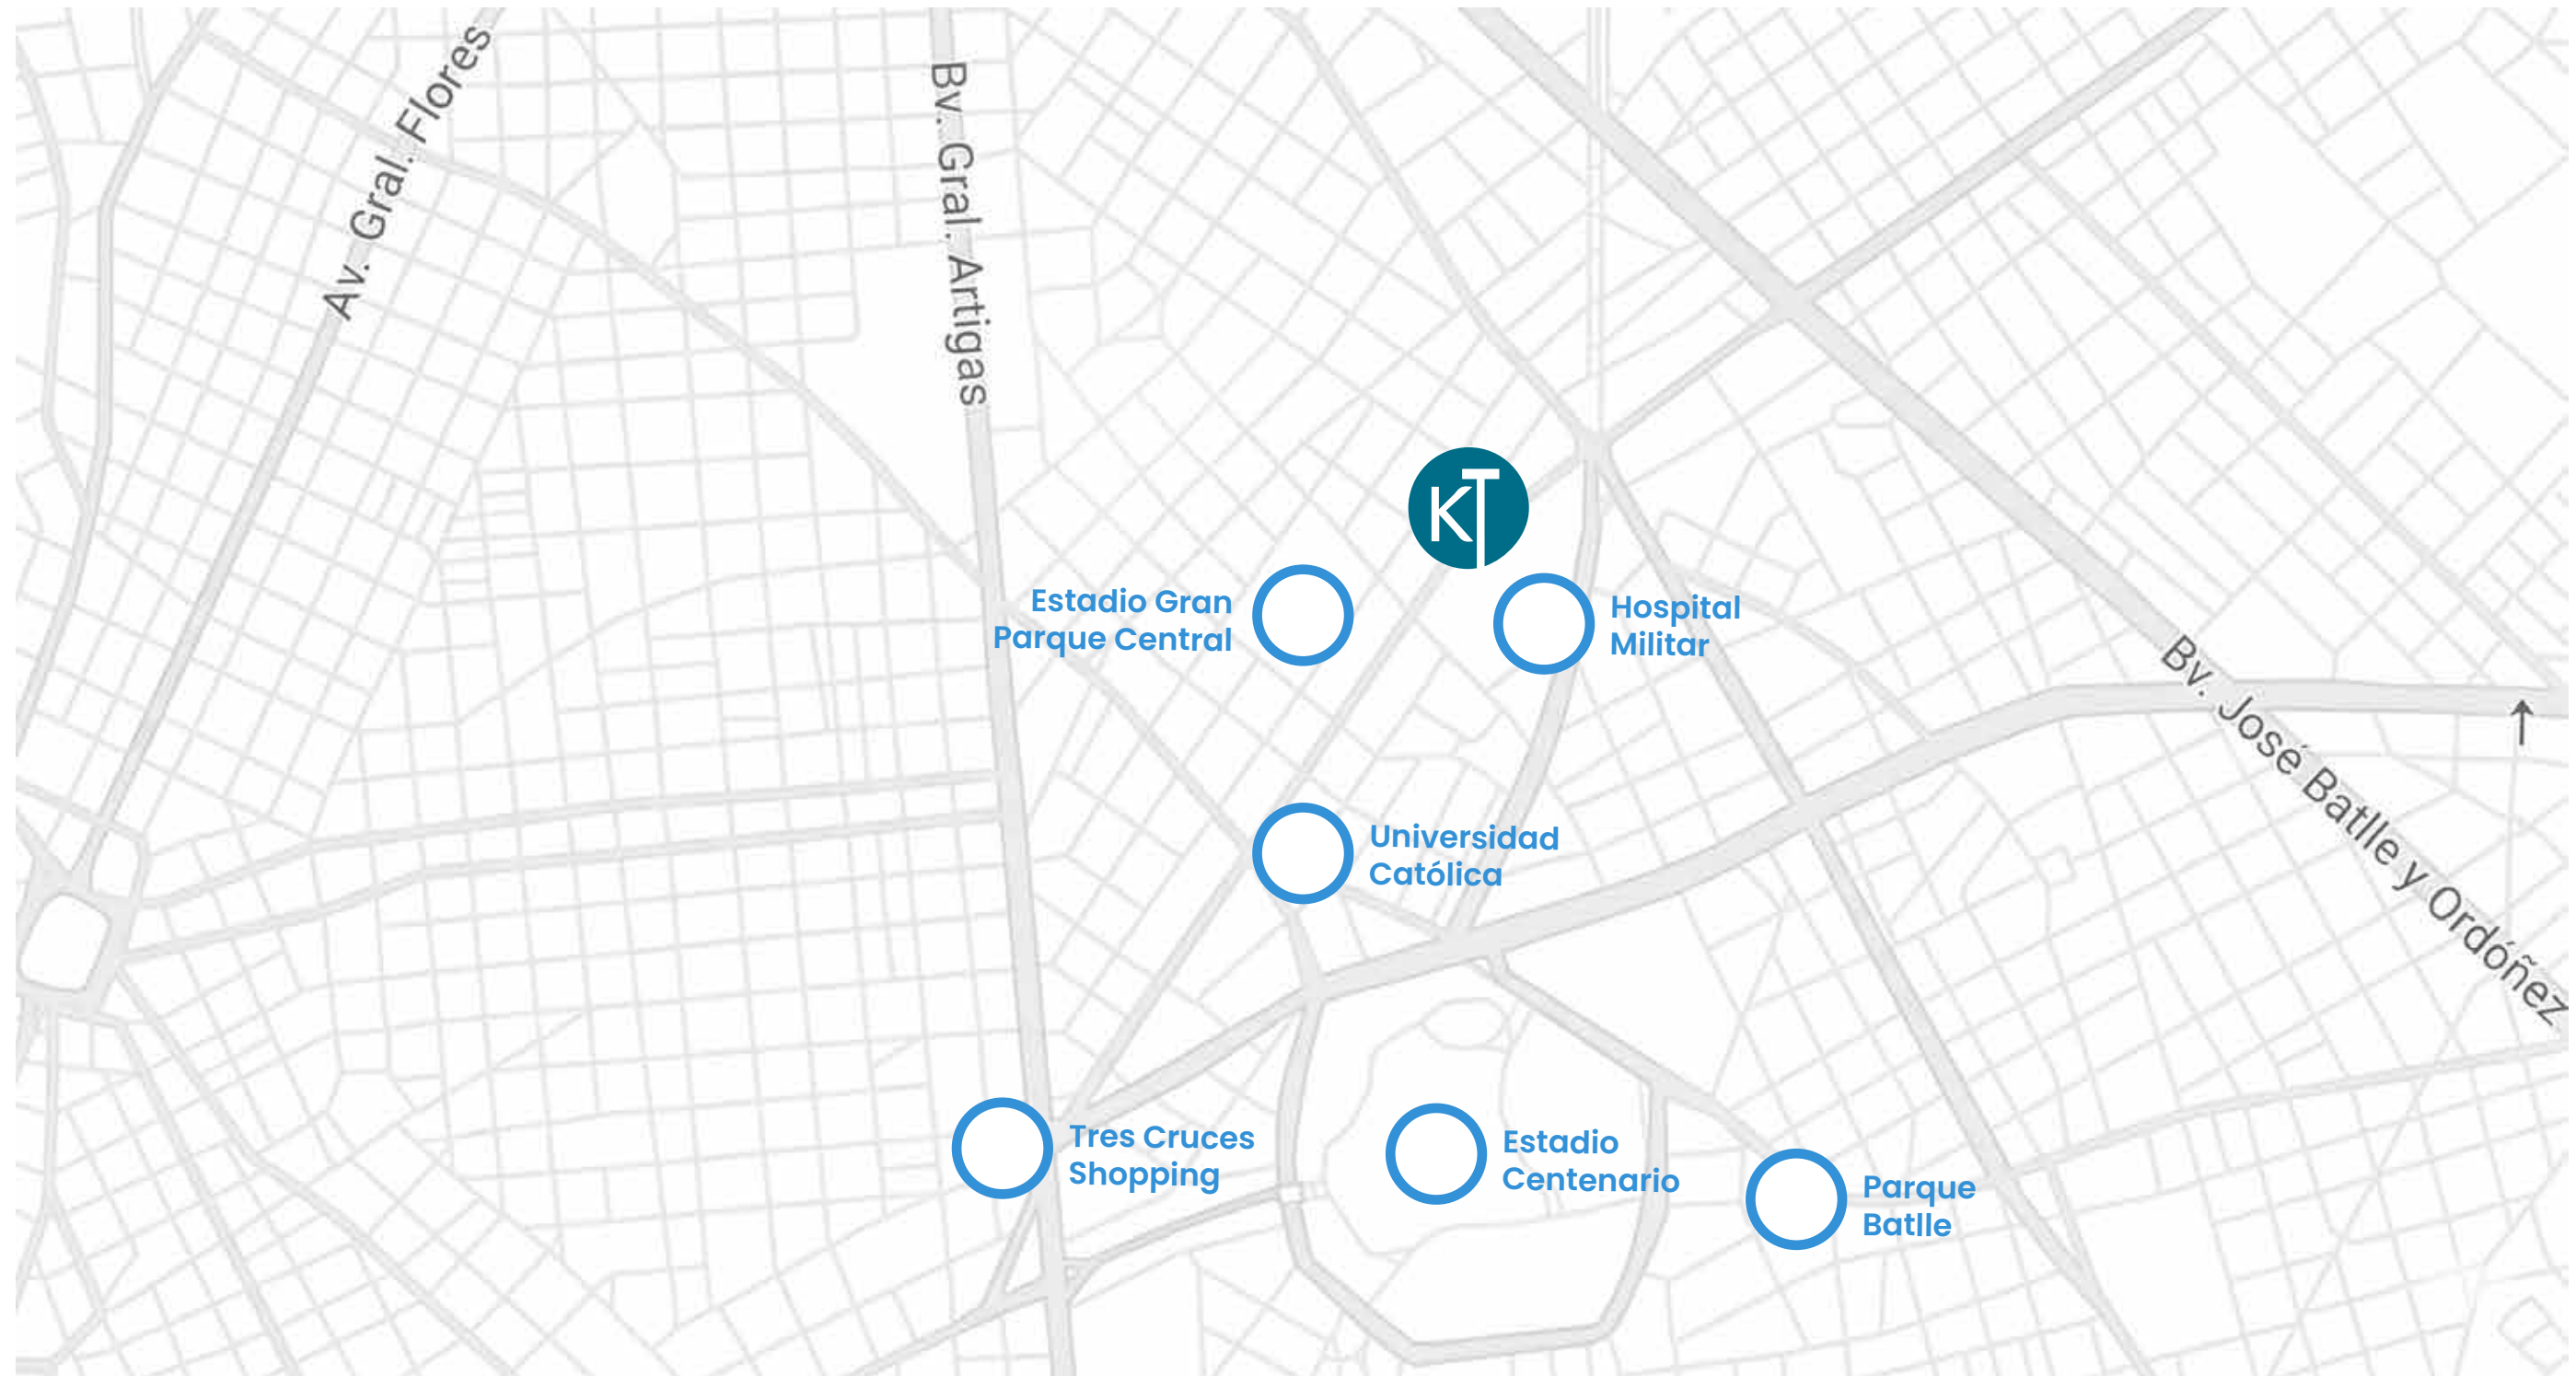 Av. Gral. Flores
Bv. Gral. Artigas
KT
Estadio Gran
Parque Central
Hospital
Militar
Bv. José Batlle y Ordóñez
Universidad
Católica
Tres Cruces
Shopping
Estadio
Centenario
Parque
Batlle